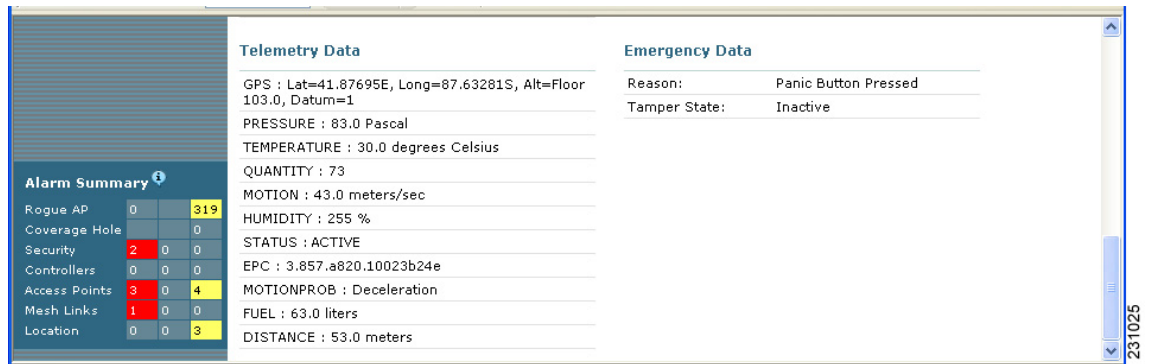 Telemetry Data
GPS : Lat=41.87695E, Long=87.63281S, Alt=Floor
103.0, Datum=1
PRESSURE : 83.0 Pascal
TEMPERATURE : 30.0 degrees Celsius
QUANTITY : 73
MOTION : 43.0 meters/sec
HUMIDITY : 255 %
STATUS : ACTIVE
EPC : 3.857.a820.10023b24e
MOTIONPROB : Deceleration
FUEL : 63.0 liters
DISTANCE : 53.0 meters
Emergency Data
Reason: Panic Button Pressed
Tamper State: Inactive
Alarm Summary
Rogue AP 0 319
Coverage Hole 0
Security 2 0 0
Controllers 0 0 0
Access Points 3 0 4
Mesh Links 1 0 0
Location 0 0 3
231025